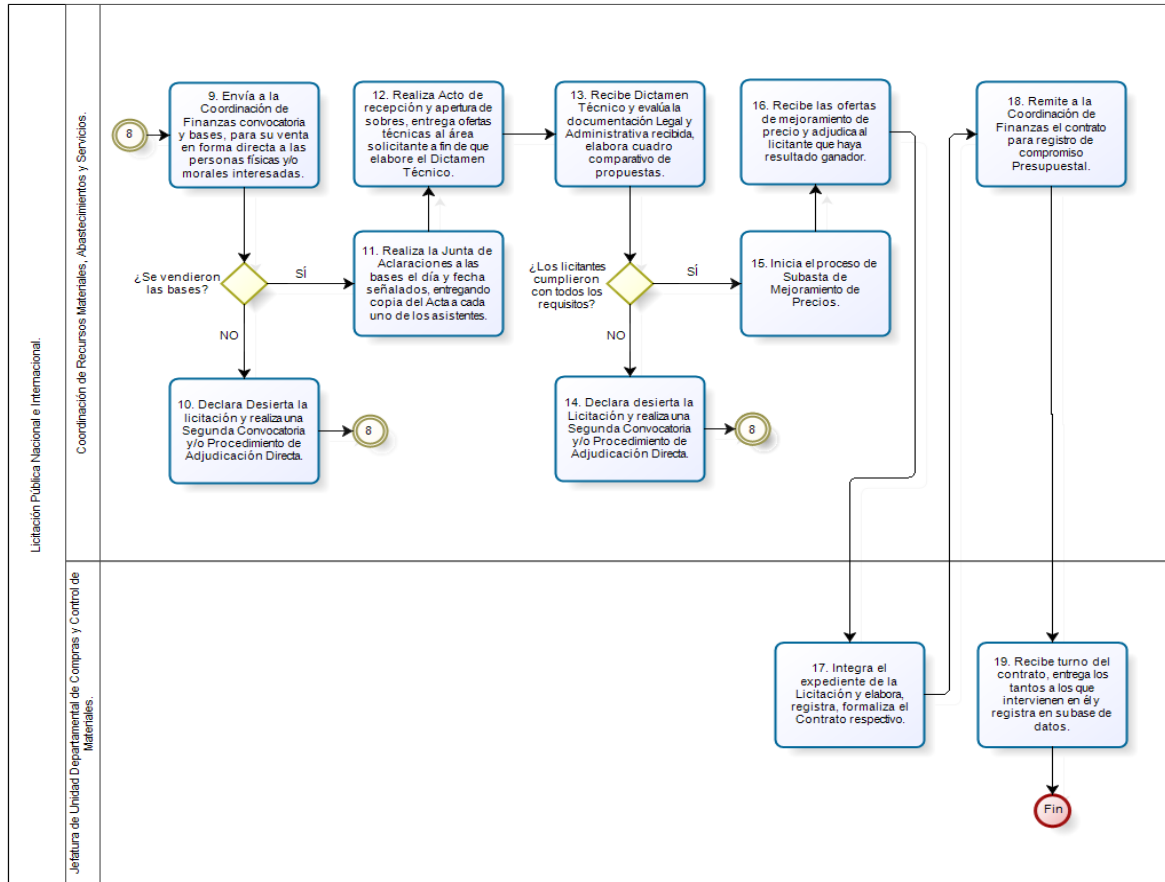 Licitación Pública Nacional e Internacional.
Coordinación de Recursos Materiales, Abastecimientos y Servicios.
8
9. Envía a la
Coordinación de
Finanzas convocatoria
y bases, para su venta
en forma directa a las
personas físicas y/o
morales interesadas.
¿Se vendieron
las bases?
SÍ
NO
10. Declara Desierta la
licitación y realiza una
Segunda Convocatoria
y/o Procedimiento de
Adjudicación Directa.
8
11. Realiza la Junta de
Aclaraciones a las
bases el día y fecha
señalados, entregando
copia del Acta a cada
uno de los asistentes.
12. Realiza Acto de
recepción y apertura de
sobres, entrega ofertas
técnicas al área
solicitante a fin de que
elabore el Dictamen
Técnico.
13. Recibe Dictamen
Técnico y evalúa la
documentación Legal y
Administrativa recibida,
elabora cuadro
comparativo de
propuestas.
¿Los licitantes
cumplieron
con todos los
requisitos?
SÍ
NO
14. Declara desierta la
Licitación y realiza una
Segunda Convocatoria
y/o Procedimiento de
Adjudicación Directa.
8
15. Inicia el proceso de
Subasta de
Mejoramiento de
Precios.
16. Recibe las ofertas
de mejoramiento de
precio y adjudica al
licitante que haya
resultado ganador.
18. Remite a la
Coordinación de
Finanzas el contrato
para registro de
compromiso
Presupuestal.
Jefatura de Unidad Departamental de Compras y Control de
Materiales.
17. Integra el
expediente de la
Licitación y elabora,
registra, formaliza el
Contrato respectivo.
19. Recibe turno del
contrato, entrega los
tantos a los que
intervienen en él y
registra en su base de
datos.
Fin